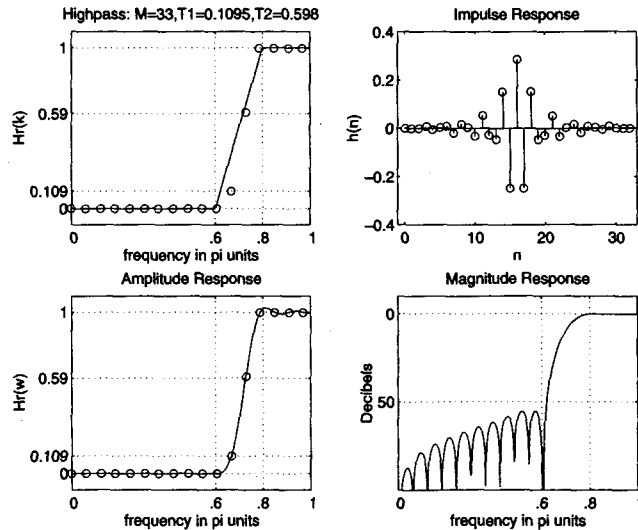 Highpass: M=33,T1=0.1095,T2=0.598
1
0.59
0.109
0
Hr(k)
0 .6 .8 1
frequency in pi units
Impulse Response
0.4
0.2
0
-0.2
-0.4
h(n)
0 10 20 30
n
Amplitude Response
1
0.59
0.109
0
Hr(w)
0 .6 .8 1
frequency in pi units
Magnitude Response
0
50
Decibels
0 .6 .8 1
frequency in pi units